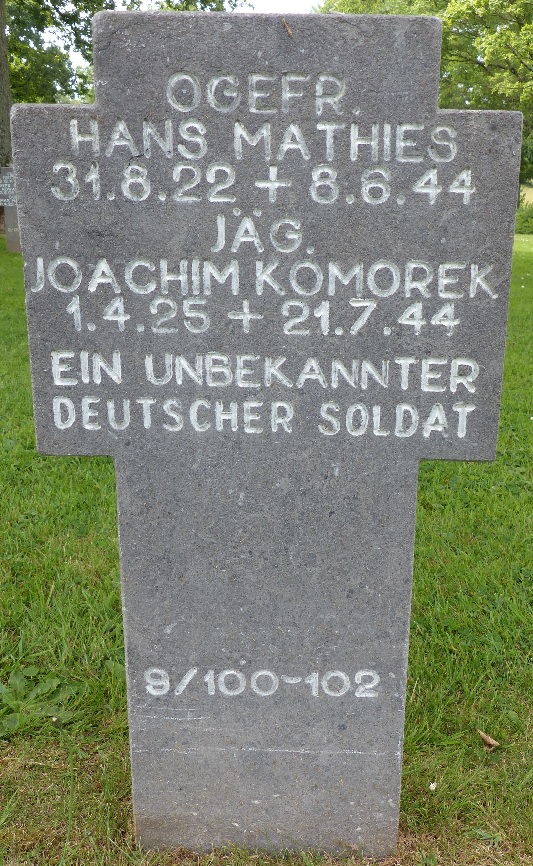 OGEFR.
HANS MATHIES
31.8.22 + 8.6.44
JÄG.
JOACHIM KOMOREK
1.4.25 + 21.7.44
EIN UNBEKANNTER
DEUTSCHER SOLDAT
9/100-102